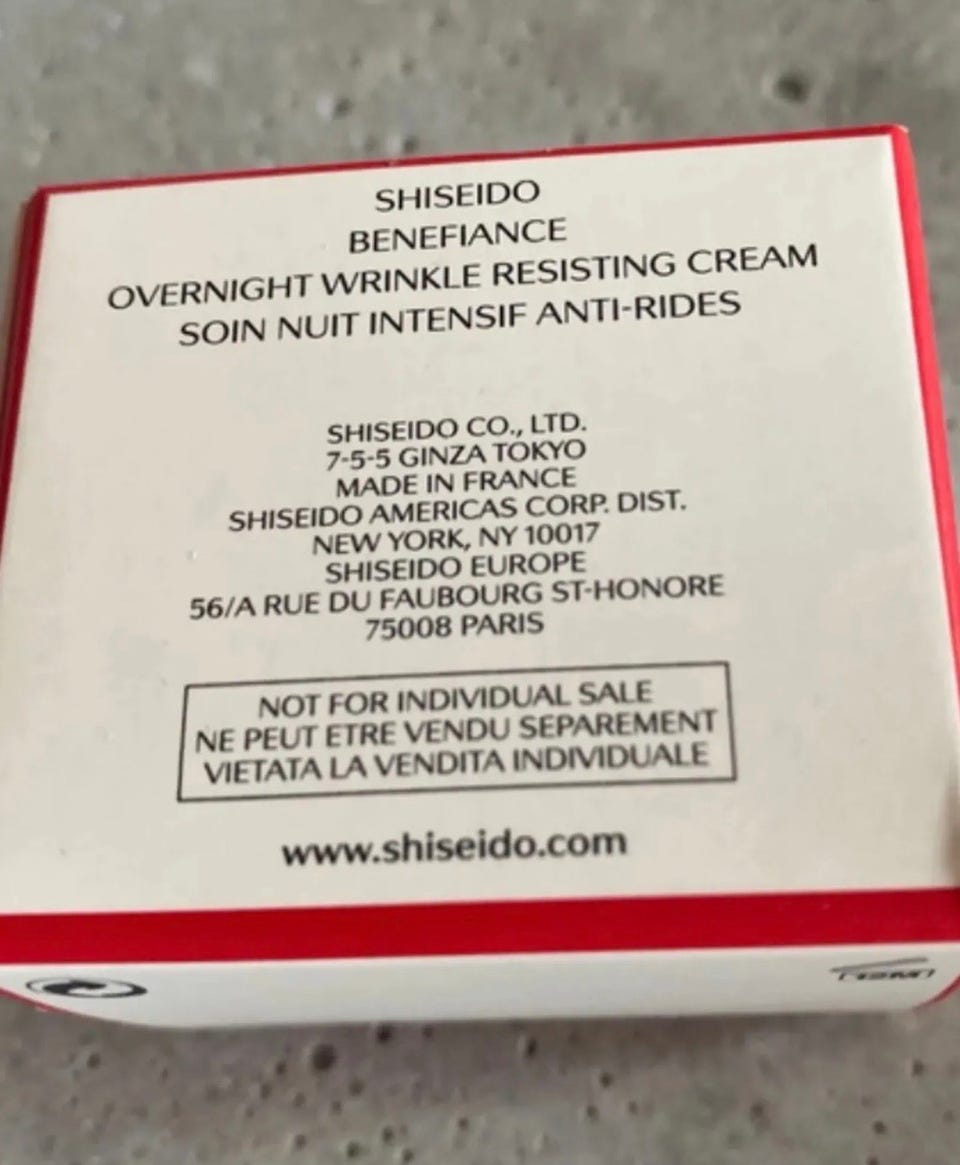 SHISEIDO
BENEFIANCE
OVERNIGHT WRINKLE RESISTING CREAM
SOIN NUIT INTENSIF ANTI-RIDES
SHISEIDO CO., LTD.
7-5-5 GINZA TOKYO
MADE IN FRANCE
SHISEIDO AMERICAS CORP. DIST.
NEW YORK, NY 10017
SHISEIDO EUROPE
56/A RUE DU FAUBOURG ST-HONORE
75008 PARIS
NOT FOR INDIVIDUAL SALE
NE PEUT ETRE VENDU SEPAREMENT
VIETATA LA VENDITA INDIVIDUALE
www.shiseido.com